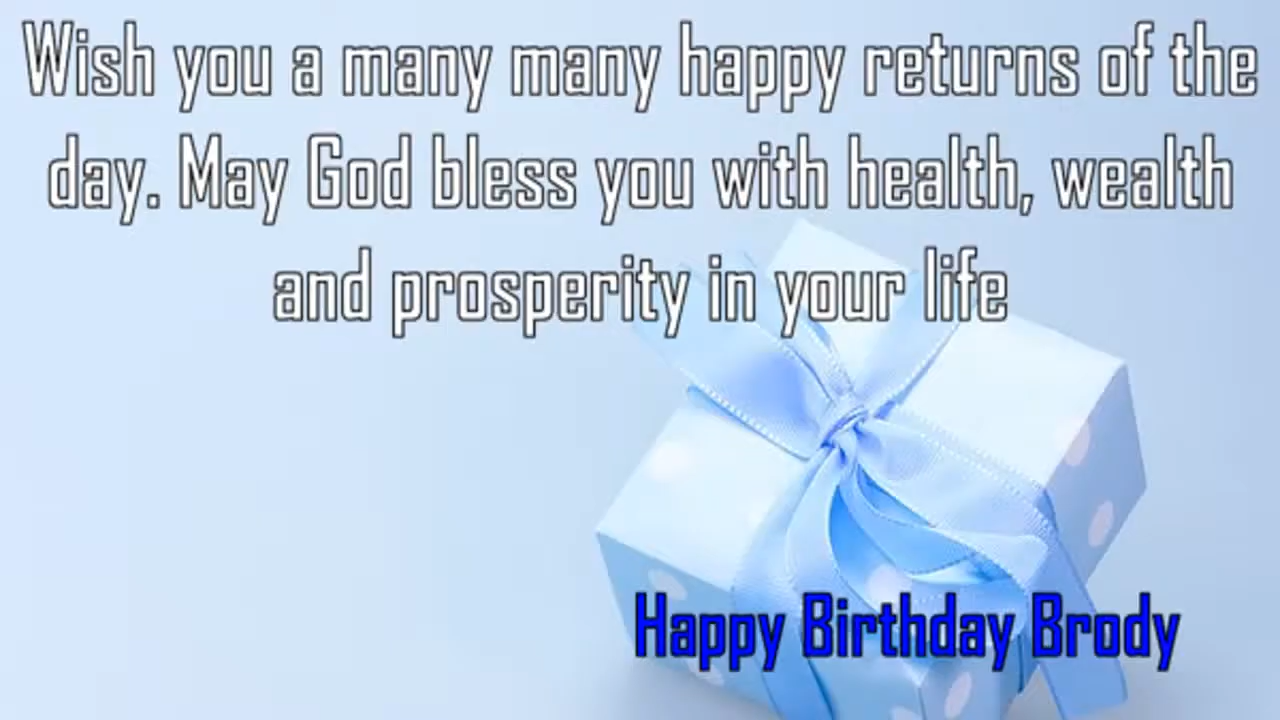 Wish you a many many happy returns of the
day. May God bless you with health, wealth
and prosperity in your life
Happy Birthday Brody